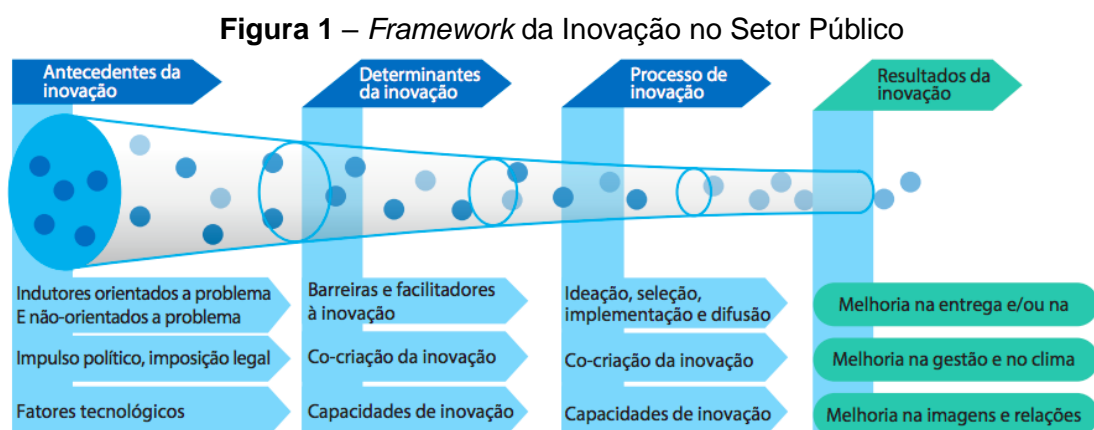 Figura 1 – Framework da Inovação no Setor Público
Antecedentes da
inovação
Determinantes
da inovação
Processo de
inovação
Resultados da
inovação
Indutores orientados a problema
E não-orientados a problema
Barreiras e facilitadores
à inovação
Ideação, seleção,
implementação e difusão
Melhoria na entrega e/ou na
Impulso político, imposição legal
Co-criação da inovação
Co-criação da inovação
Melhoria na gestão e no clima
Fatores tecnológicos
Capacidades de inovação
Capacidades de inovação
Melhoria na imagens e relações